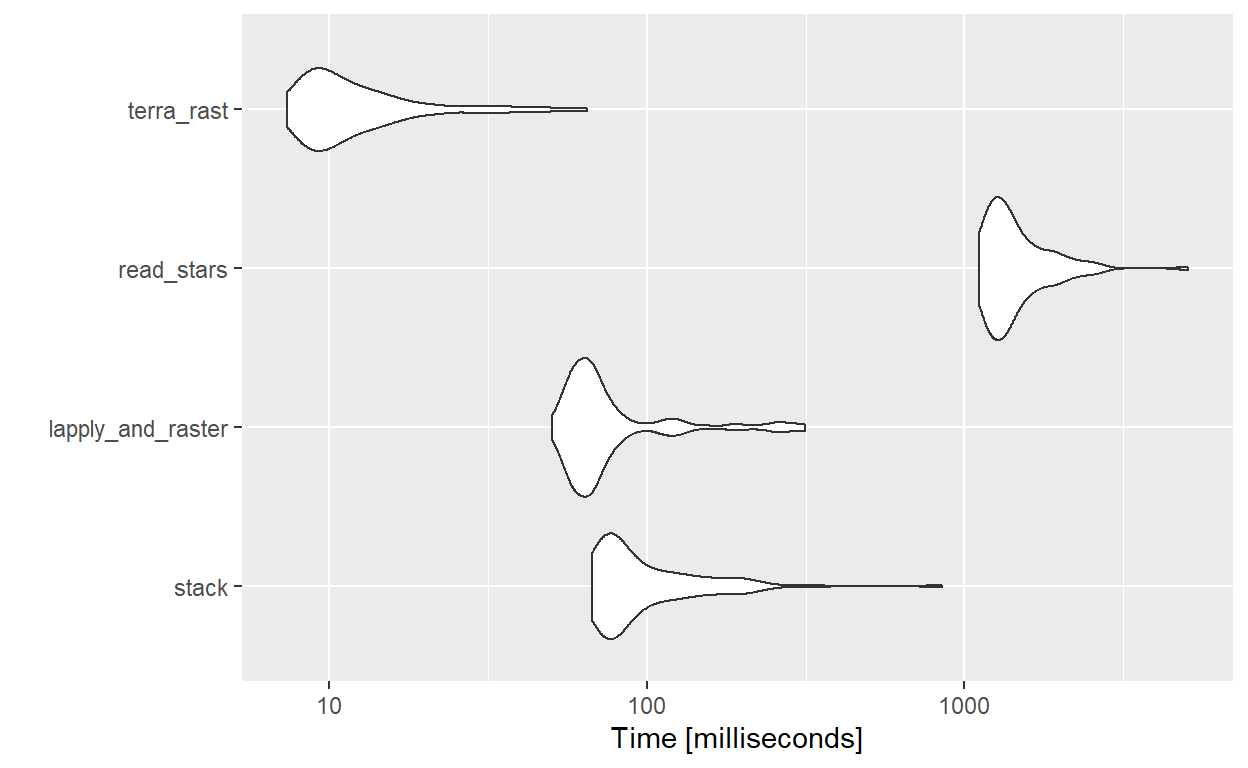 terra_rast
read_stars
lapply_and_raster
stack
10 100 1000
Time [milliseconds]